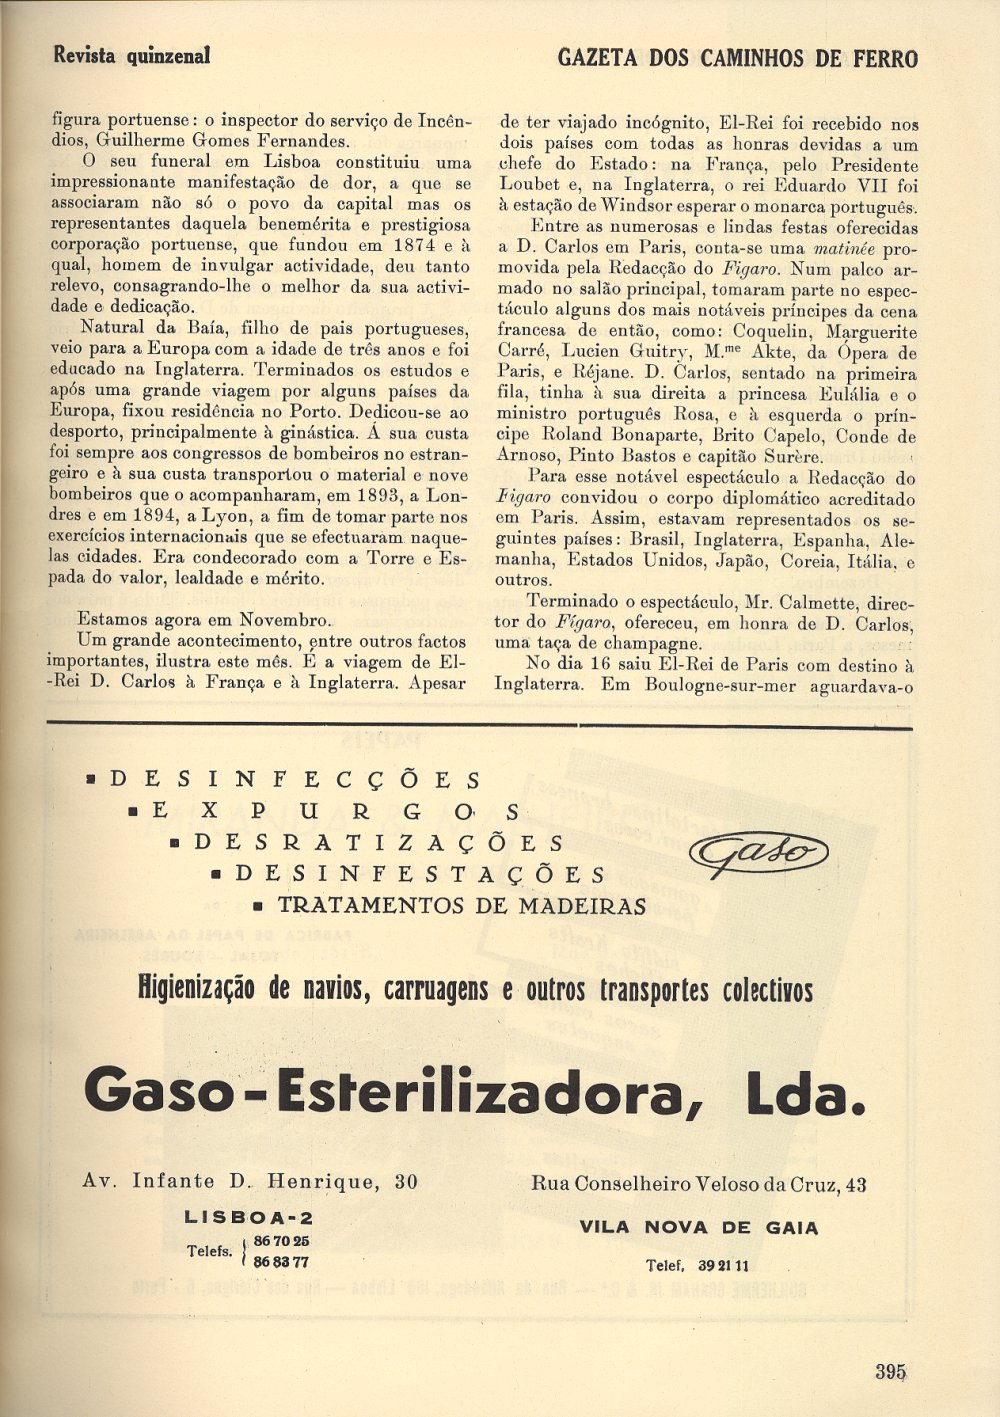 Revista quinzenal
GAZETA DOS CAMINHOS DE FERRO
figura portuense: o inspector do serviço de Incên-
dios, Guilherme Gomes Fernandes.
O seu funeral em Lisboa constituiu uma
impressionante manifestação de dor, a que se
associaram não só o povo da capital mas os
representantes daquela benemérita e prestigiosa
corporação portuense, que fundou em 1874 e à
qual, homem de invulgar actividade, deu tanto
relevo, consagrando-lhe o melhor da sua activi-
dade e dedicação.
Natural da Baía, filho de pais portugueses,
veio para a Europa com a idade de três anos e foi
educado na Inglaterra. Terminados os estudos e
após uma grande viagem por alguns países da
Europa, fixou residência no Porto. Dedicou-se ao
desporto, principalmente à ginástica. Á sua custa
foi sempre aos congressos de bombeiros no estran-
geiro e à sua custa transportou o material e nove
bombeiros que o acompanharam, em 1893, a Lon-
dres e em 1894, a Lyon, a fim de tomar parte nos
exercícios internacionais que se efectuaram naque-
las cidades. Era condecorado com a Torre e Es-
pada do valor, lealdade e mérito.
Estamos agora em Novembro.
Um grande acontecimento, entre outros factos
importantes, ilustra este mês. É a viagem de El-
-Rei D. Carlos à França e à Inglaterra. Apesar
de ter viajado incógnito, El-Rei foi recebido nos
dois países com todas as honras devidas a um
chefe do Estado: na França, pelo Presidente
Loubet e, na Inglaterra, o rei Eduardo VII foi
à estação de Windsor esperar o monarca português.
Entre as numerosas e lindas festas oferecidas
a D. Carlos em Paris, conta-se uma matinée pro-
movida pela Redacção do Figaro. Num palco ar-
mado no salão principal, tomaram parte no espec-
táculo alguns dos mais notáveis príncipes da cena
francesa de então, como: Coquelin, Marguerite
Carré, Lucien Guitry, M.me Akte, da Ópera de
Paris, e Réjane. D. Carlos, sentado na primeira
fila, tinha à sua direita a princesa Eulália e o
ministro português Rosa, e à esquerda o prín-
cipe Roland Bonaparte, Brito Capelo, Conde de
Arnoso, Pinto Bastos e capitão Surère.
Para esse notável espectáculo a Redacção do
Figaro convidou o corpo diplomático acreditado
em Paris. Assim, estavam representados os se-
guintes países: Brasil, Inglaterra, Espanha, Ale-
manha, Estados Unidos, Japão, Coreia, Itália, e
outros.
Terminado o espectáculo, Mr. Calmette, direc-
tor do Fígaro, ofereceu, em honra de D. Carlos,
uma taça de champagne.
No dia 16 saiu El-Rei de Paris com destino à
Inglaterra. Em Boulogne-sur-mer aguardava-o
▪ DESINFECÇÕES
▪ EXPURGOS
▪ DESRATIZAÇÕES
▪ DESINFESTAÇÕES
▪ TRATAMENTOS DE MADEIRAS
Gaso
Higienização de navios, carruagens e outros transportes colectivos
Gaso-Esterilizadora, Lda.
Av. Infante D. Henrique, 30
LISBOA-2
Telefs. { 86 70 25
86 83 77
Rua Conselheiro Veloso da Cruz, 43
VILA NOVA DE GAIA
Telef. 39 21 11
395